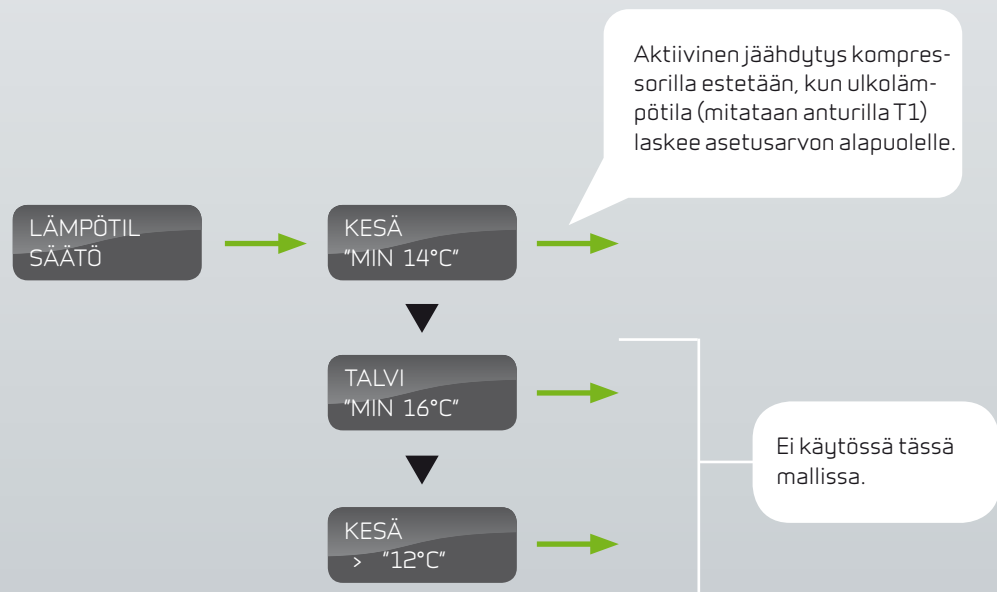 Aktiivinen jäähdytys kompres-
sorilla estetään, kun ulkoläm-
pötila (mitataan anturilla T1)
laskee asetusarvon alapuolelle.
LÄMPÖTIL
SÄÄTÖ
KESÄ
"MIN 14°C"
TALVI
"MIN 16°C"
Ei käytössä tässä
mallissa.
KESÄ
> "12°C"